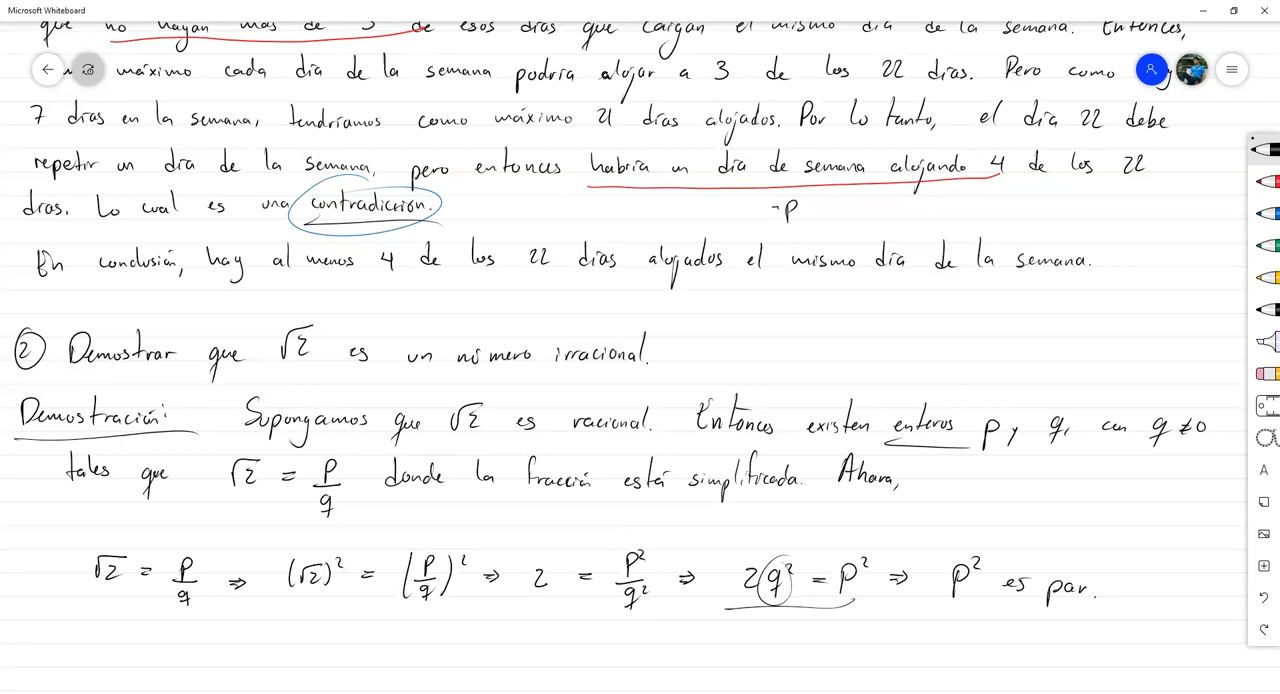 Microsoft Whiteboard
que no hayan más de 3 de esos días que caigan el mismo día de la semana. Entonces,
máximo cada día de la semana podría alojar a 3 de los 22 días. Pero como
7 días en la semana, tendríamos como máximo 21 días alojados. Por lo tanto, el día 22 debe
repetir un día de la semana, pero entonces habría un día de semana alojando 4 de los 22
días. Lo cual es una contradicción.
¬P
En conclusión, hay al menos 4 de los 22 días alojados el mismo día de la semana.
② Demostrar que √2 es un número irracional.
Demostración: Supongamos que √2 es racional. Entonces existen enteros p y q, con q ≠ 0
tales que √2 = p/q donde la fracción está simplificada. Ahora,
√2 = p/q ⇒ (√2)² = (p/q)² ⇒ 2 = p²/q² ⇒ 2q² = p² ⇒ p² es par.